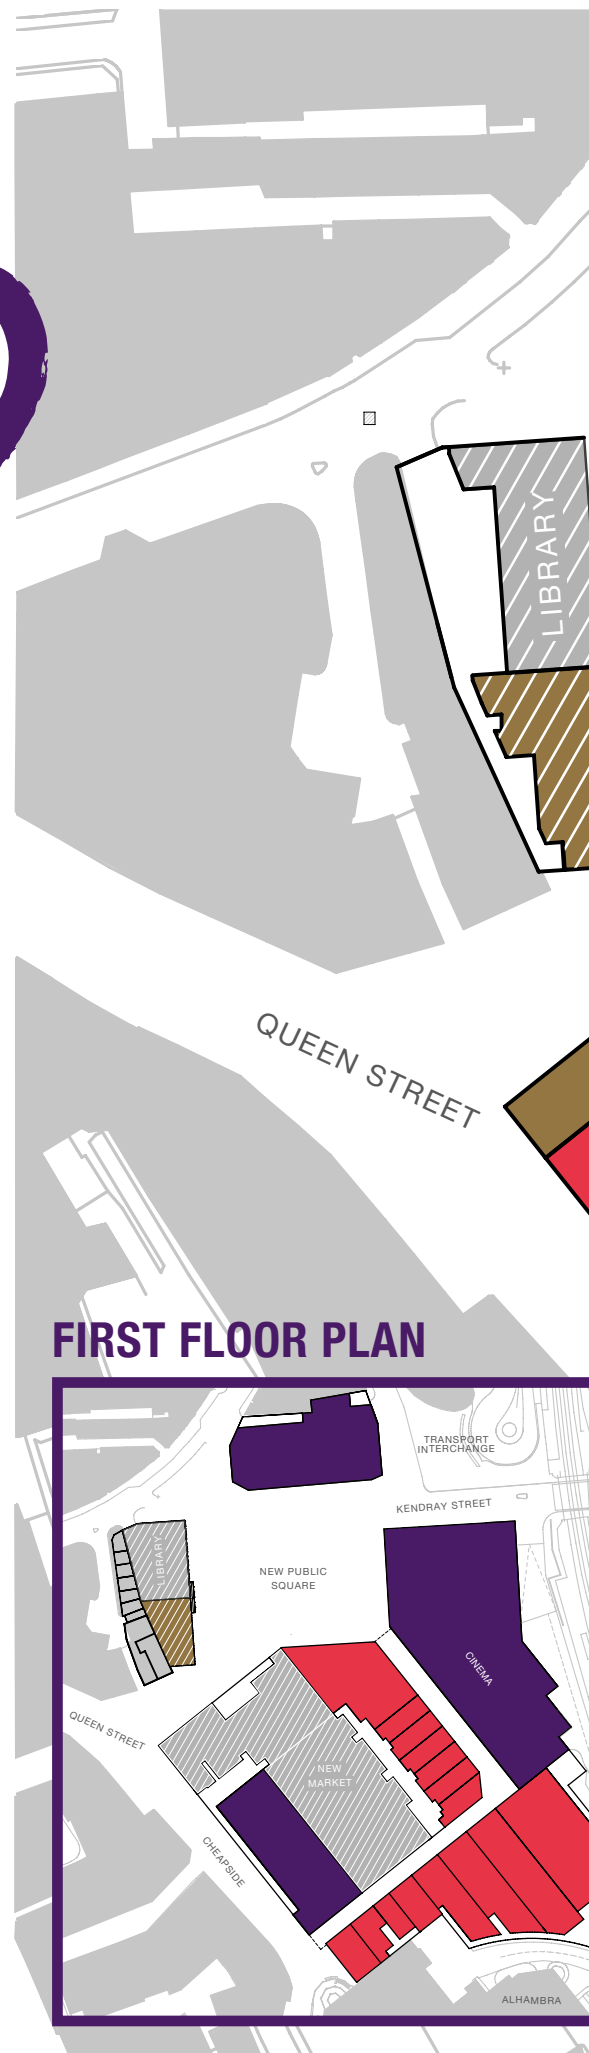 LIBRARY
QUEEN STREET
FIRST FLOOR PLAN
TRANSPORT
INTERCHANGE
KENDRAY STREET
LIBRARY
NEW PUBLIC
SQUARE
CINEMA
QUEEN STREET
NEW
MARKET
CHEAPSIDE
ALHAMBRA